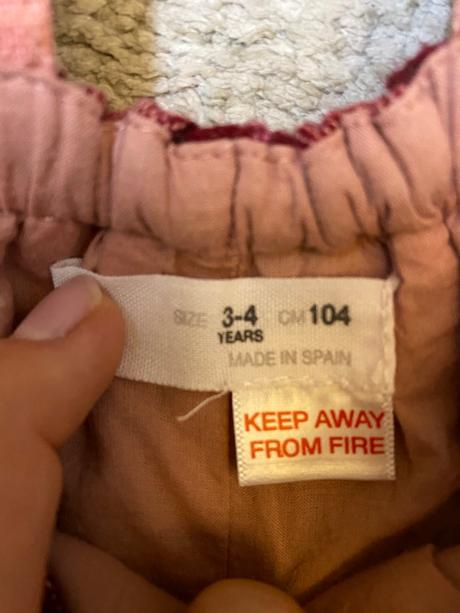 SIZE 3-4 CM 104
YEARS
MADE IN SPAIN
KEEP AWAY
FROM FIRE